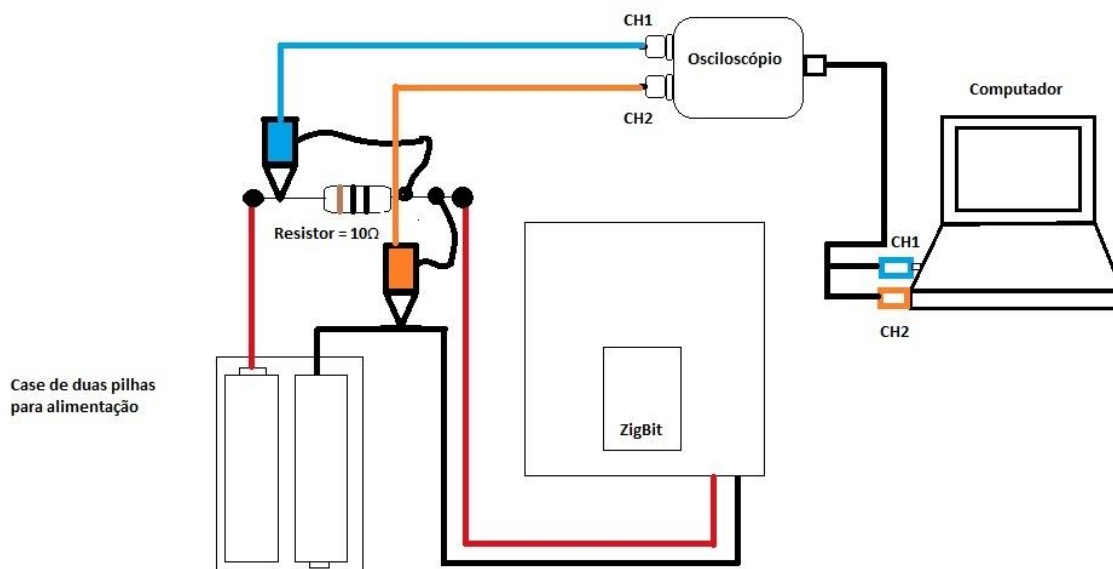 CH1
Osciloscópio
CH2
Computador
Resistor = 10Ω
CH1
CH2
Case de duas pilhas
para alimentação
ZigBit